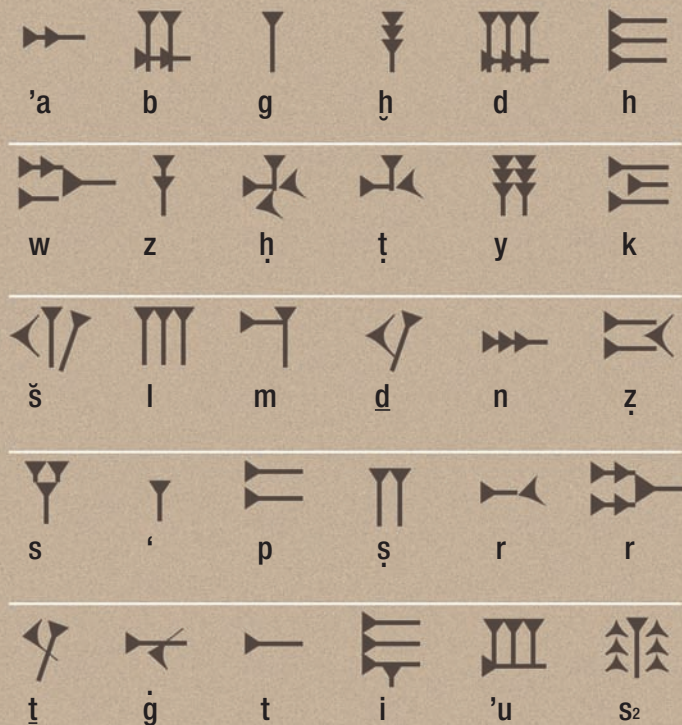 𐎀 𐎁 𐎂 𐎃 𐎄 𐎅
’a b g ḫ d h
𐎆 𐎇 𐎈 𐎉 𐎊 𐎋
w z ḥ ṭ y k
𐎌 𐎍 𐎎 𐎏 𐎐 𐎑
š l m ḏ n ẓ
𐎒 𐎓 𐎔 𐎕 𐎖 𐎗
s ‘ p ṣ r r
𐎘 𐎙 𐎚 𐎛 𐎜 𐎝
ṯ ġ t i ’u s₂